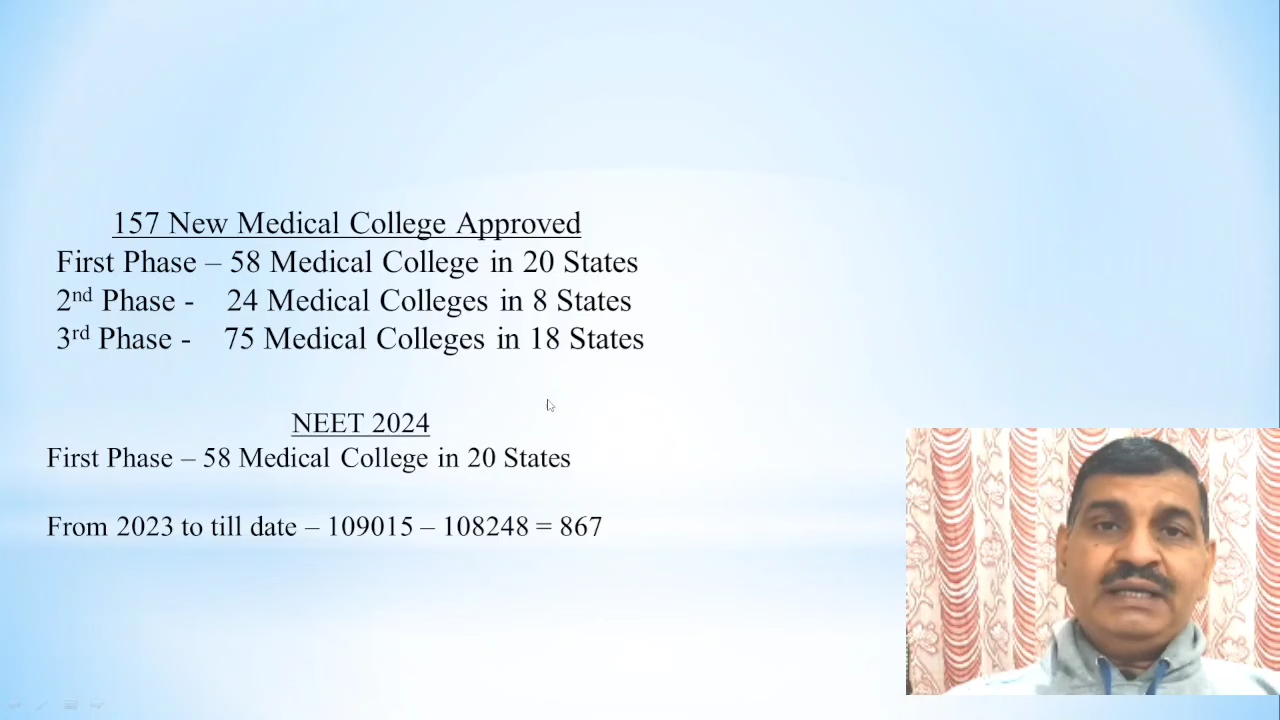 157 New Medical College Approved
First Phase – 58 Medical College in 20 States
2nd Phase - 24 Medical Colleges in 8 States
3rd Phase - 75 Medical Colleges in 18 States
NEET 2024
First Phase – 58 Medical College in 20 States
From 2023 to till date – 109015 – 108248 = 867